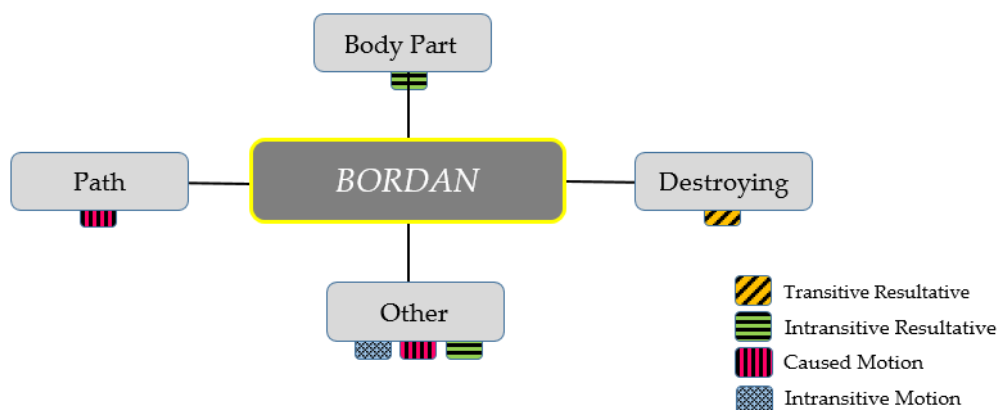 Body Part
Path
BORDAN
Destroying
Other
Transitive Resultative
Intransitive Resultative
Caused Motion
Intransitive Motion